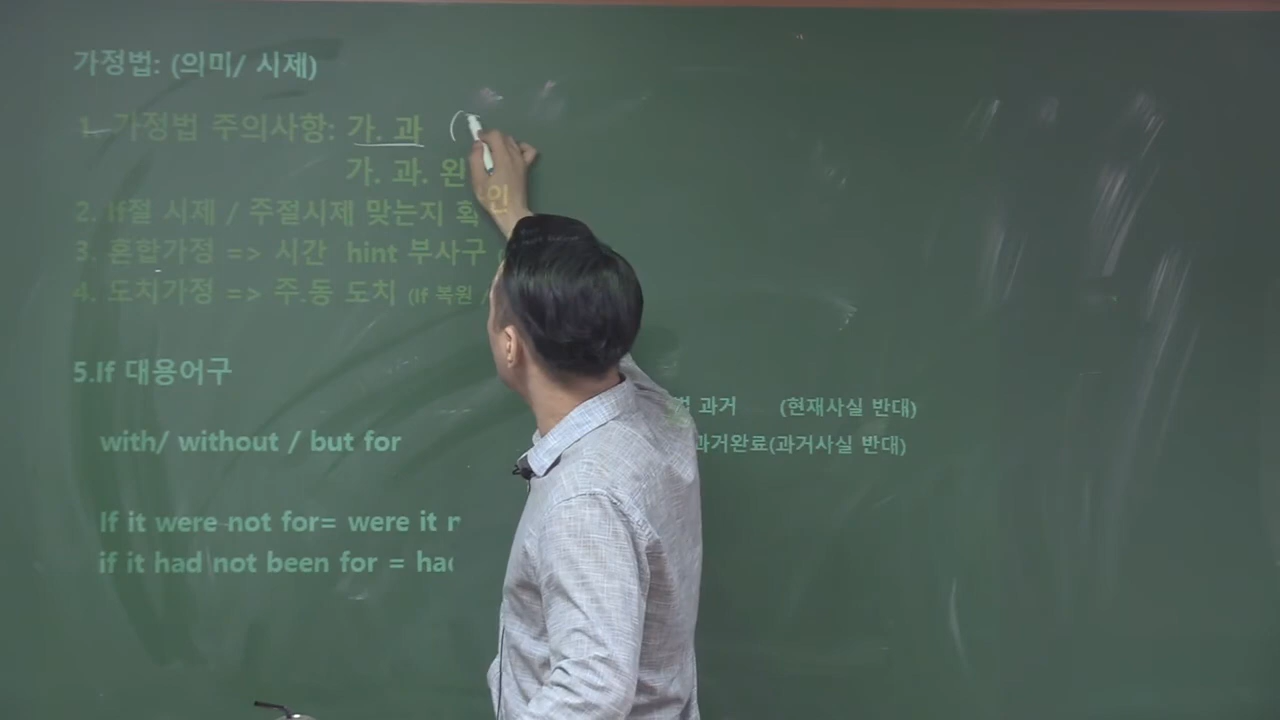 가정법: (의미/ 시제)
1. 가정법 주의사항: 가. 과 (
가. 과. 완
2. If절 시제 / 주절시제 맞는지 확인
3. 혼합가정 => 시간 hint 부사구
4. 도치가정 => 주.동 도치 (If 복원 /
5.If 대용어구
과거 (현재사실 반대)
with/ without / but for
과거완료(과거사실 반대)
If it were not for= were it
if it had not been for =